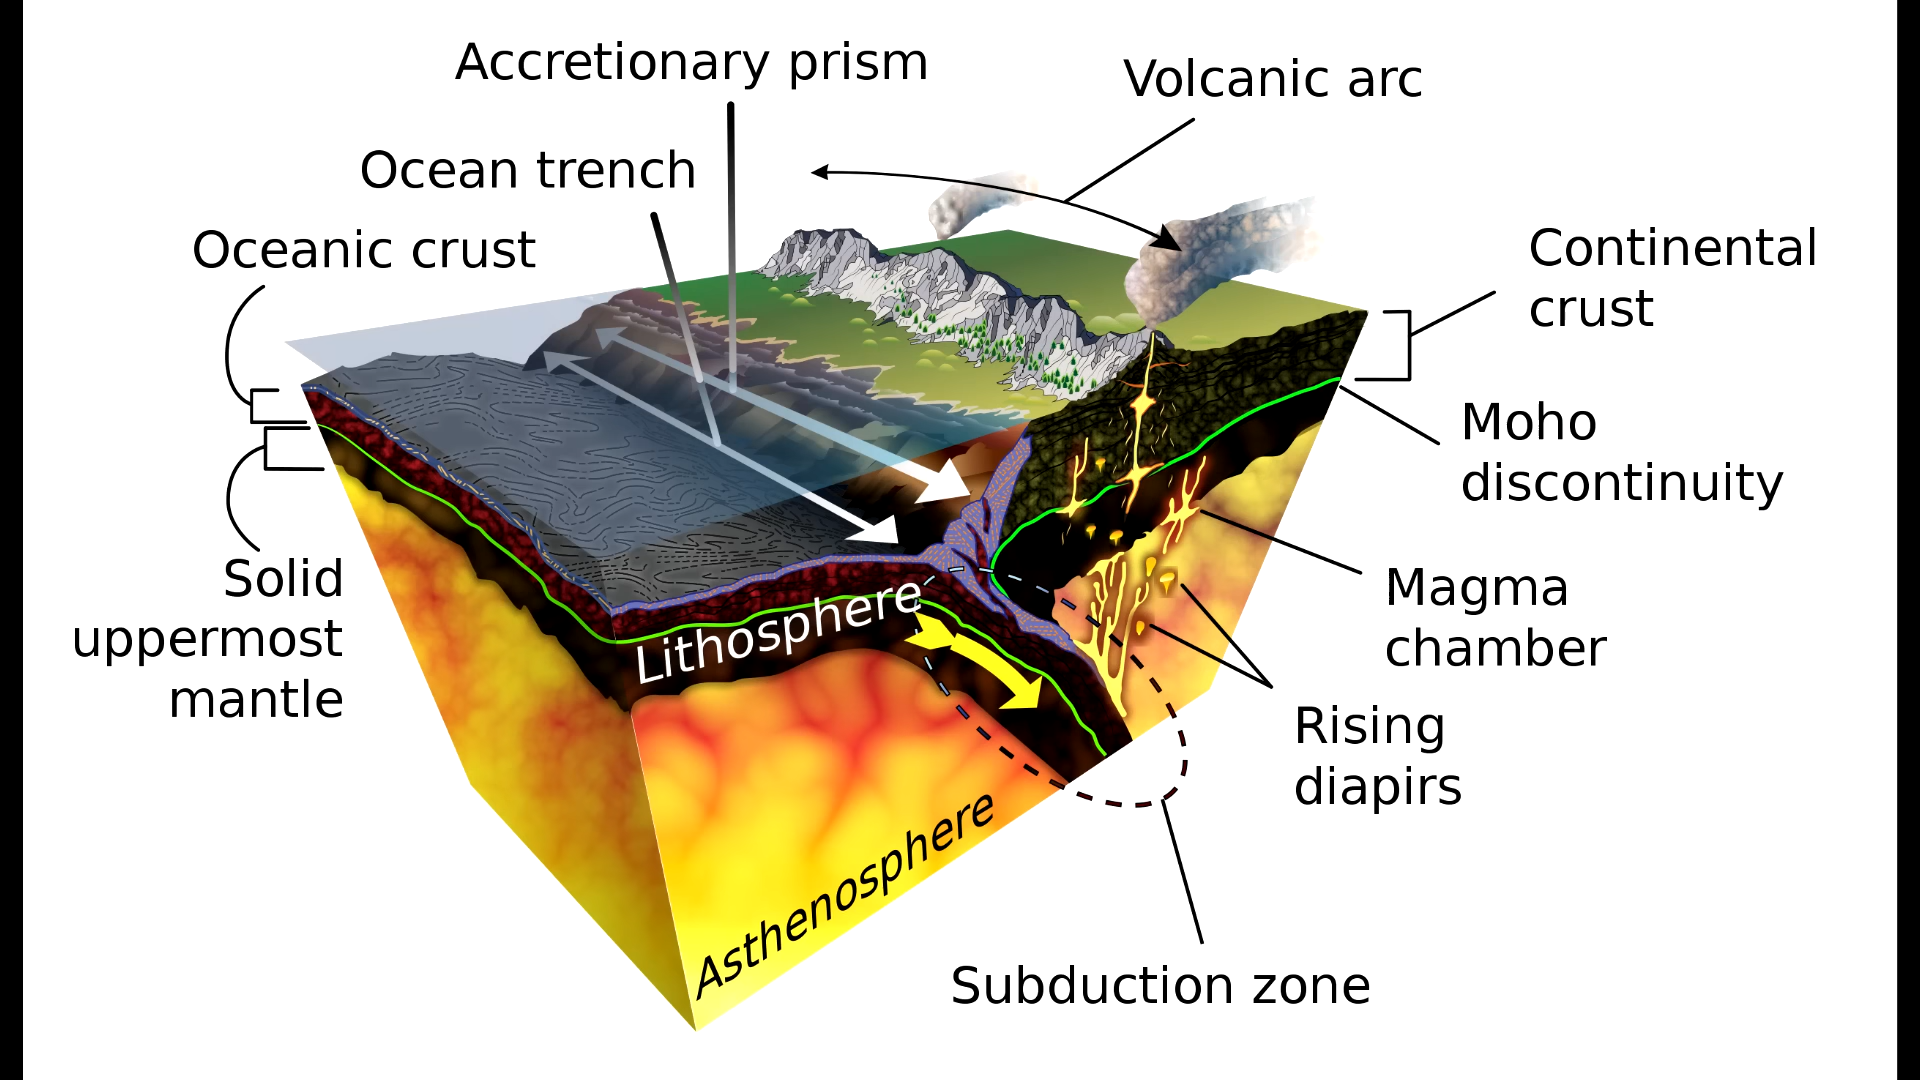 Accretionary prism
Volcanic arc
Ocean trench
Oceanic crust
Continental
crust
Moho
discontinuity
Solid
uppermost
mantle
Lithosphere
Magma
chamber
Rising
diapirs
Asthenosphere
Subduction zone